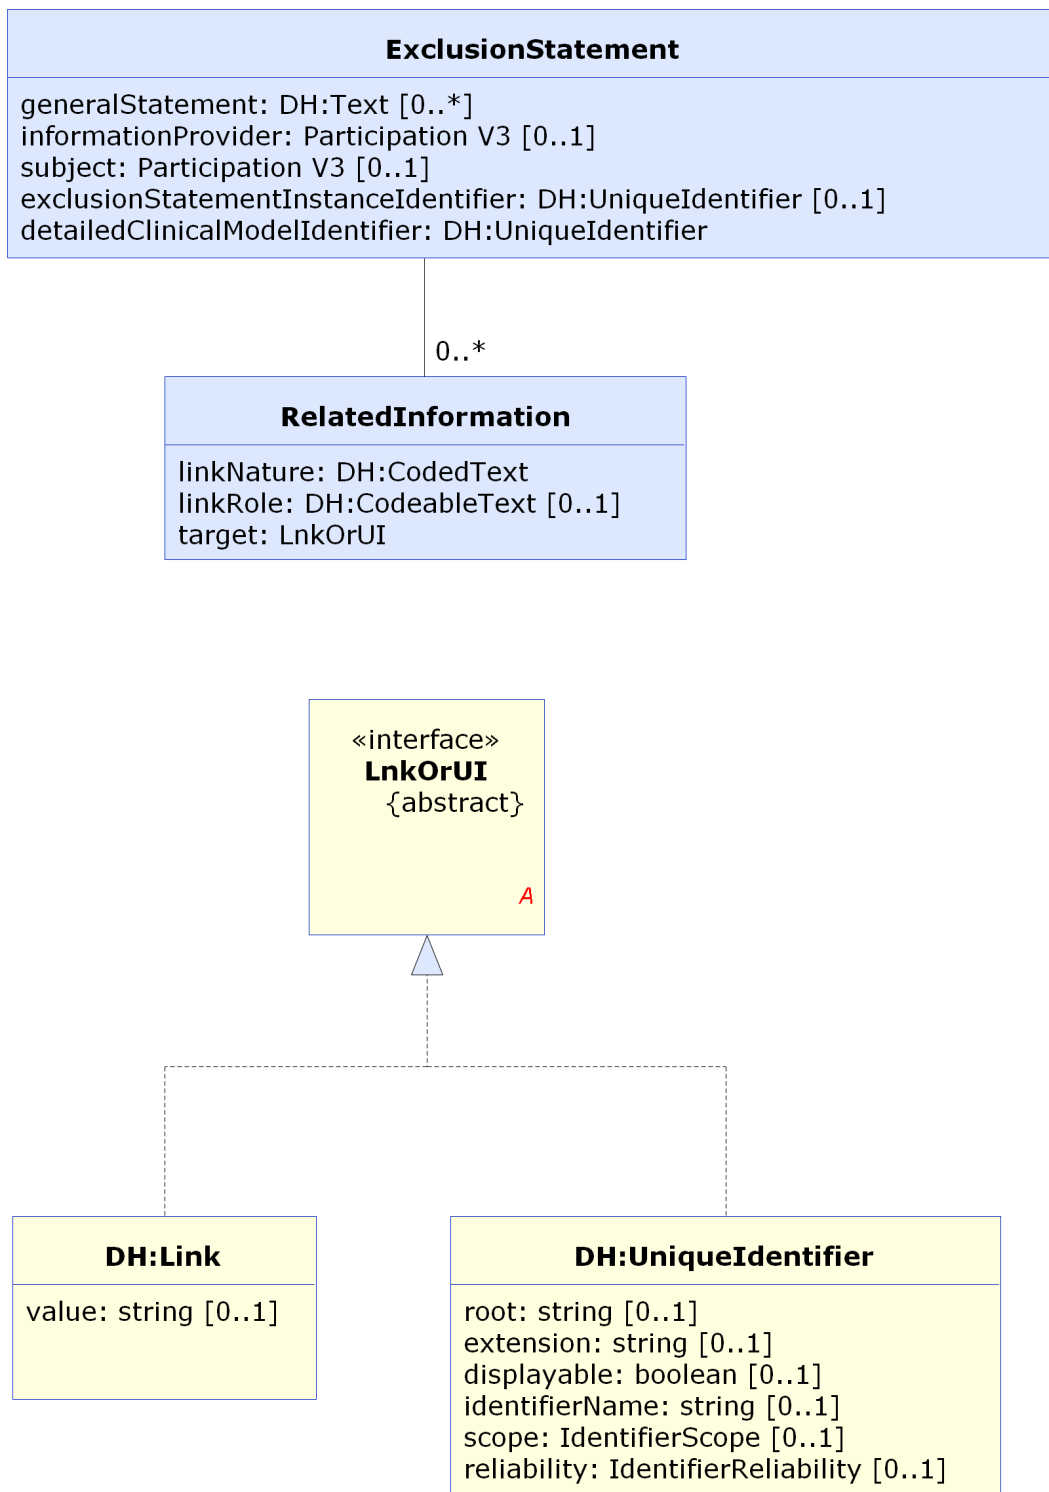 ExclusionStatement
generalStatement: DH:Text [0..*]
informationProvider: Participation V3 [0..1]
subject: Participation V3 [0..1]
exclusionStatementInstanceIdentifier: DH:UniqueIdentifier [0..1]
detailedClinicalModelIdentifier: DH:UniqueIdentifier
0..*
RelatedInformation
linkNature: DH:CodedText
linkRole: DH:CodeableText [0..1]
target: LnkOrUI
«interface»
LnkOrUI
{abstract}
A
DH:Link
value: string [0..1]
DH:UniqueIdentifier
root: string [0..1]
extension: string [0..1]
displayable: boolean [0..1]
identifierName: string [0..1]
scope: IdentifierScope [0..1]
reliability: IdentifierReliability [0..1]